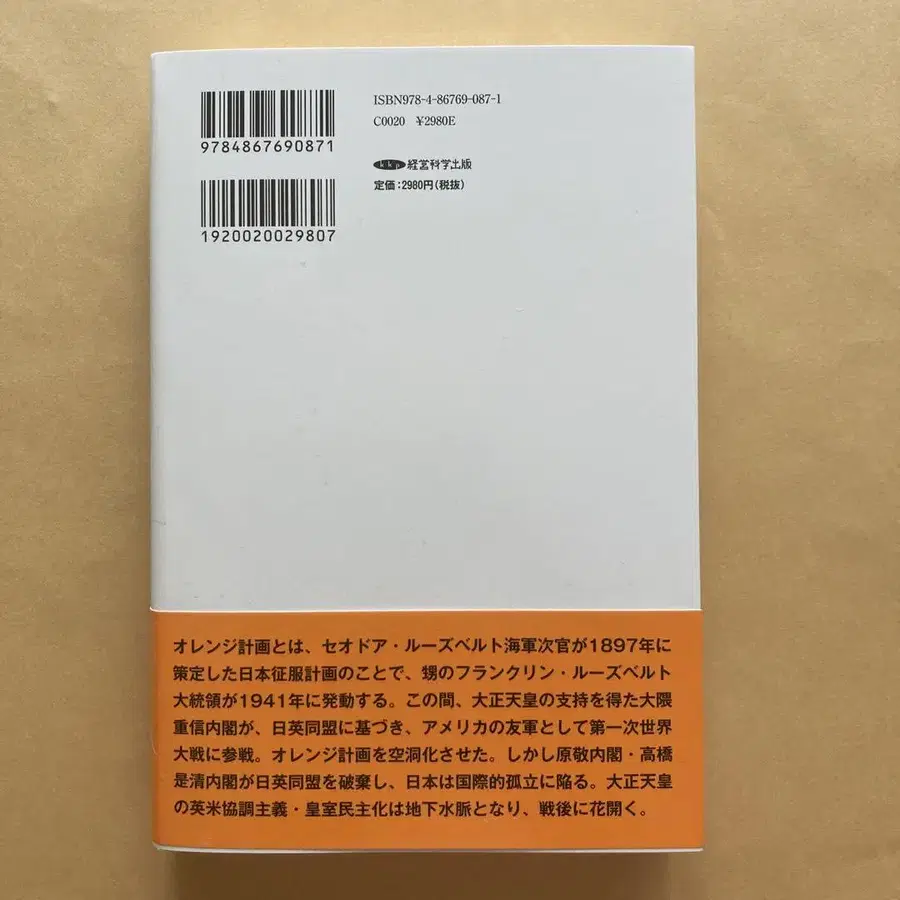 ISBN978-4-86769-087-1
C0020 ¥2980E
9784867690871
kkp 経営科学出版
定価:2980円(税抜)
1920020029807
オレンジ計画とは、セオドア・ルーズベルト海軍次官が1897年に
策定した日本征服計画のことで、甥のフランクリン・ルーズベルト
大統領が1941年に発動する。この間、大正天皇の支持を得た大隈
重信内閣が、日英同盟に基づき、アメリカの友軍として第一次世界
大戦に参戦。オレンジ計画を空洞化させた。しかし原敬内閣・高橋
是清内閣が日英同盟を破棄し、日本は国際的孤立に陥る。大正天皇
の英米協調主義・皇室民主化は地下水脈となり、戦後に花開く。